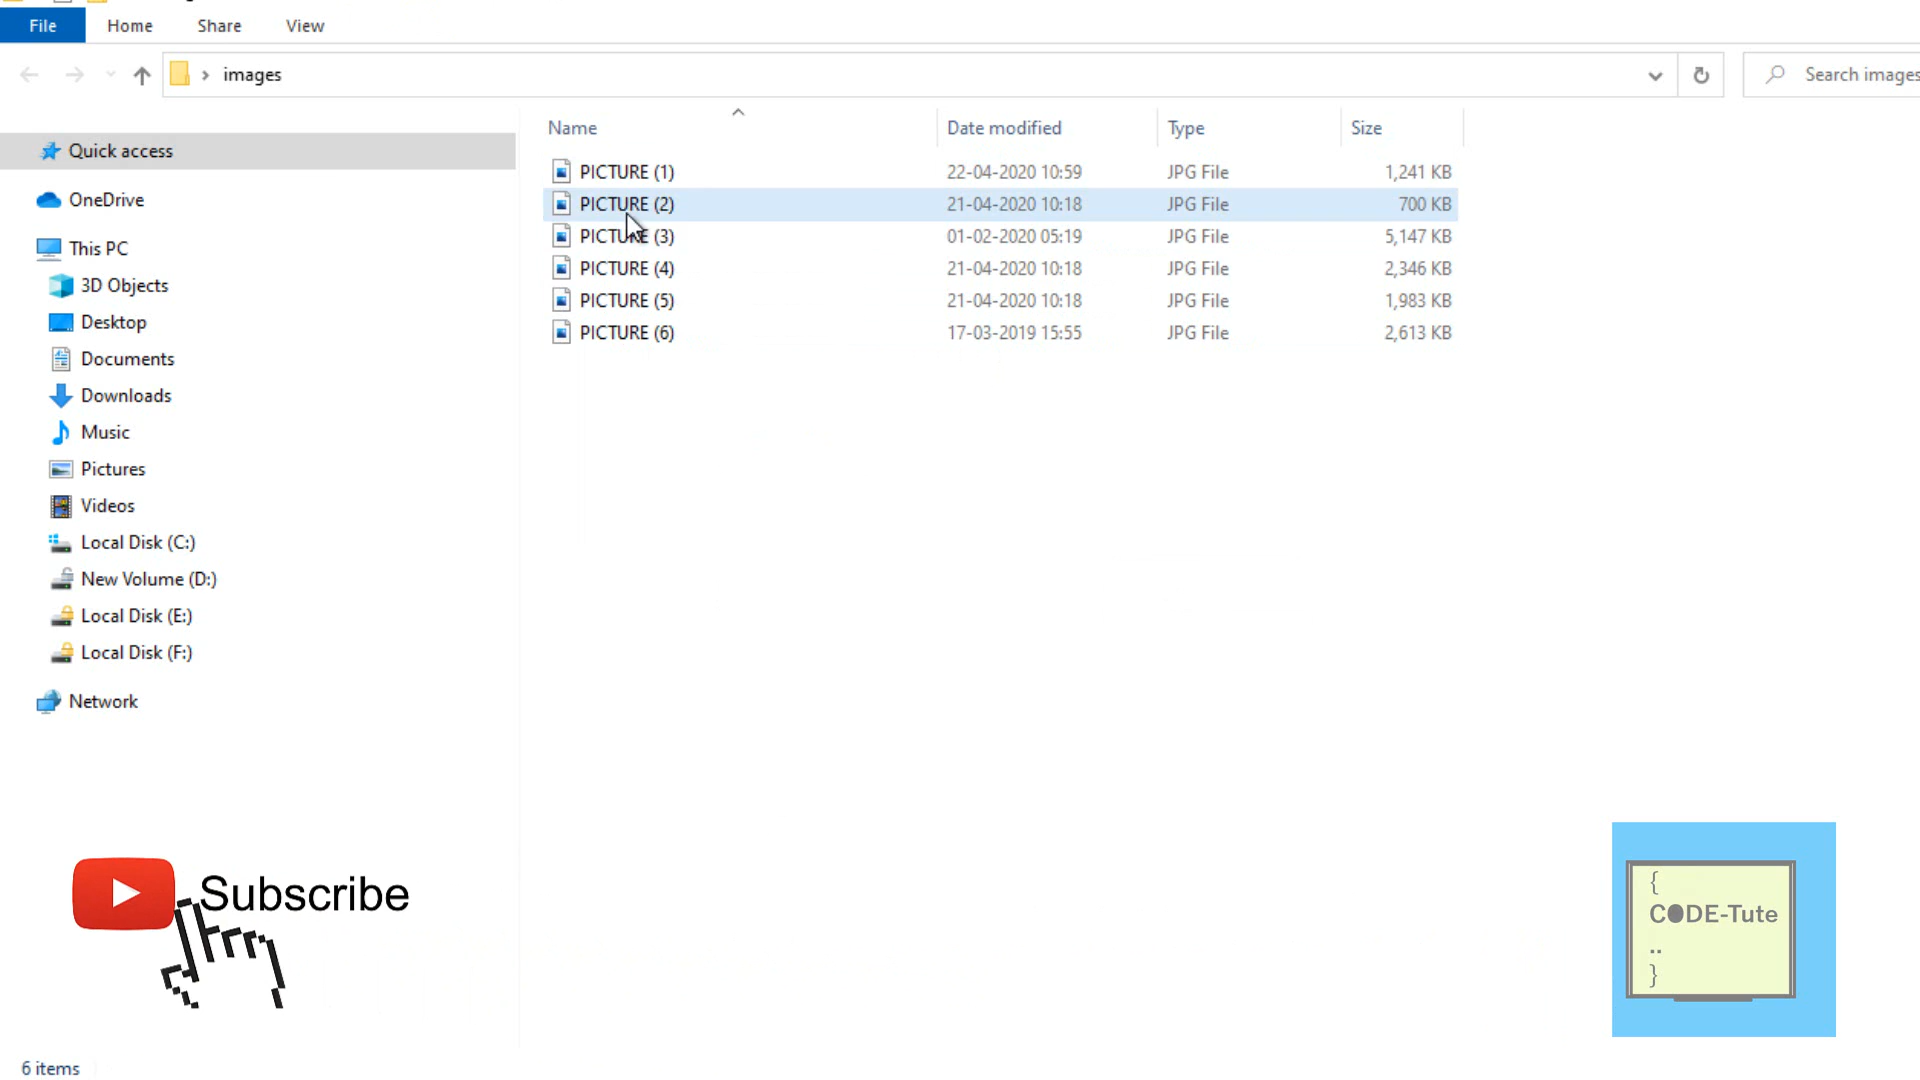 File Home Share View
images
Search images
Name Date modified Type Size
Quick access
OneDrive
This PC
3D Objects
Desktop
Documents
Downloads
Music
Pictures
Videos
Local Disk (C:)
New Volume (D:)
Local Disk (E:)
Local Disk (F:)
Network
PICTURE (1) 22-04-2020 10:59 JPG File 1,241 KB
PICTURE (2) 21-04-2020 10:18 JPG File 700 KB
PICTURE (3) 01-02-2020 05:19 JPG File 5,147 KB
PICTURE (4) 21-04-2020 10:18 JPG File 2,346 KB
PICTURE (5) 21-04-2020 10:18 JPG File 1,983 KB
PICTURE (6) 17-03-2019 15:55 JPG File 2,613 KB
Subscribe
{
CODE-Tute
..
}
6 items